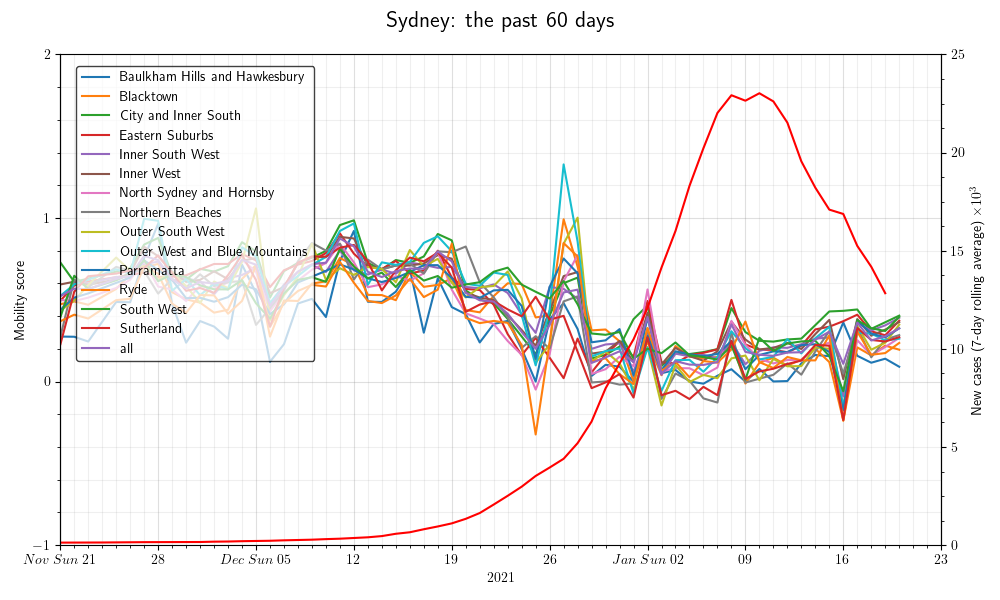 Sydney: the past 60 days
Mobility score
2
1
0
−1
Baulkham Hills and Hawkesbury
Blacktown
City and Inner South
Eastern Suburbs
Inner South West
Inner West
North Sydney and Hornsby
Northern Beaches
Outer South West
Outer West and Blue Mountains
Parramatta
Ryde
South West
Sutherland
all
25
20
15
10
5
0
New cases (7-day rolling average) ×10³
Nov Sun 21 28 Dec Sun 05 12 19 26 Jan Sun 02 09 16 23
2021